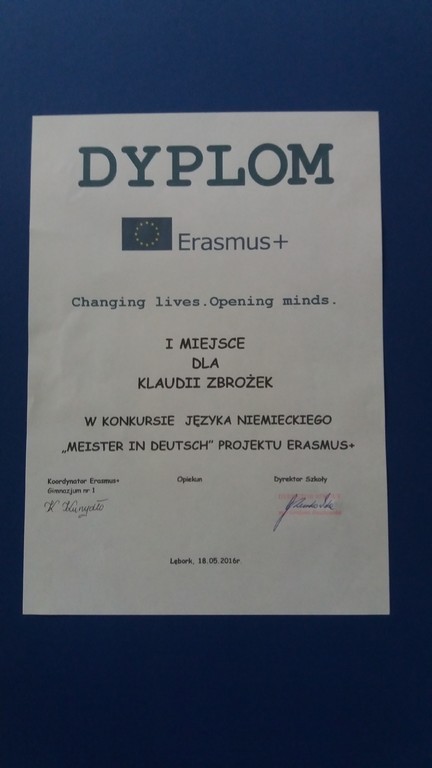 DYPLOM
Erasmus+
Changing lives.Opening minds.
I MIEJSCE
DLA
KLAUDII ZBROŻEK
W KONKURSIE JĘZYKA NIEMIECKIEGO
„MEISTER IN DEUTSCH” PROJEKTU ERASMUS+
Koordynator Erasmus+ Opiekun Dyrektor Szkoły
Gimnazjum nr 1
Lębork, 18.05.2016r.